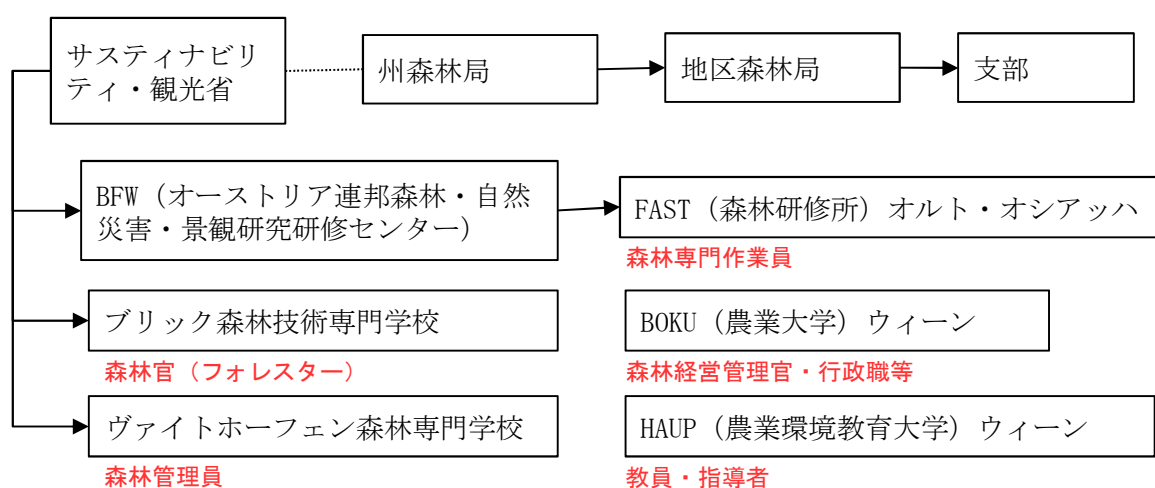 サスティナビリ
ティ・観光省
州森林局
地区森林局
支部
BFW（オーストリア連邦森林・自然
災害・景観研究研修センター）
FAST（森林研修所）オルト・オシアッハ
森林専門作業員
ブリック森林技術専門学校
BOKU（農業大学）ウィーン
森林官（フォレスター）
森林経営管理官・行政職等
ヴァイトホーフェン森林専門学校
HAUP（農業環境教育大学）ウィーン
森林管理員
教員・指導者